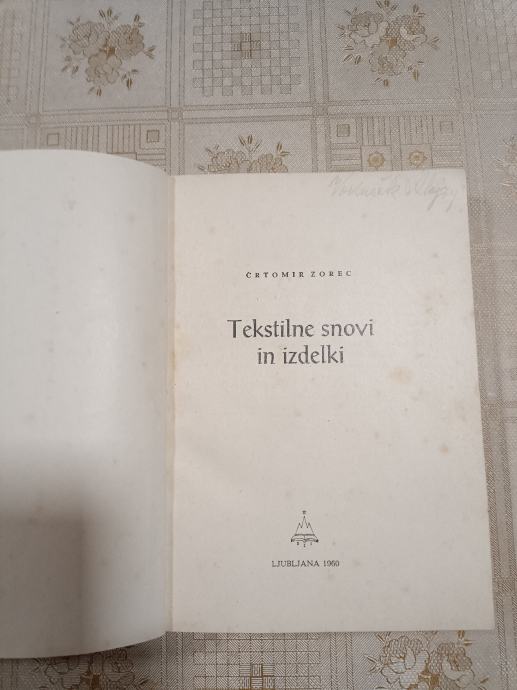 ČRTOMIR ZOREC
Tekstilne snovi
in izdelki
LJUBLJANA 1960